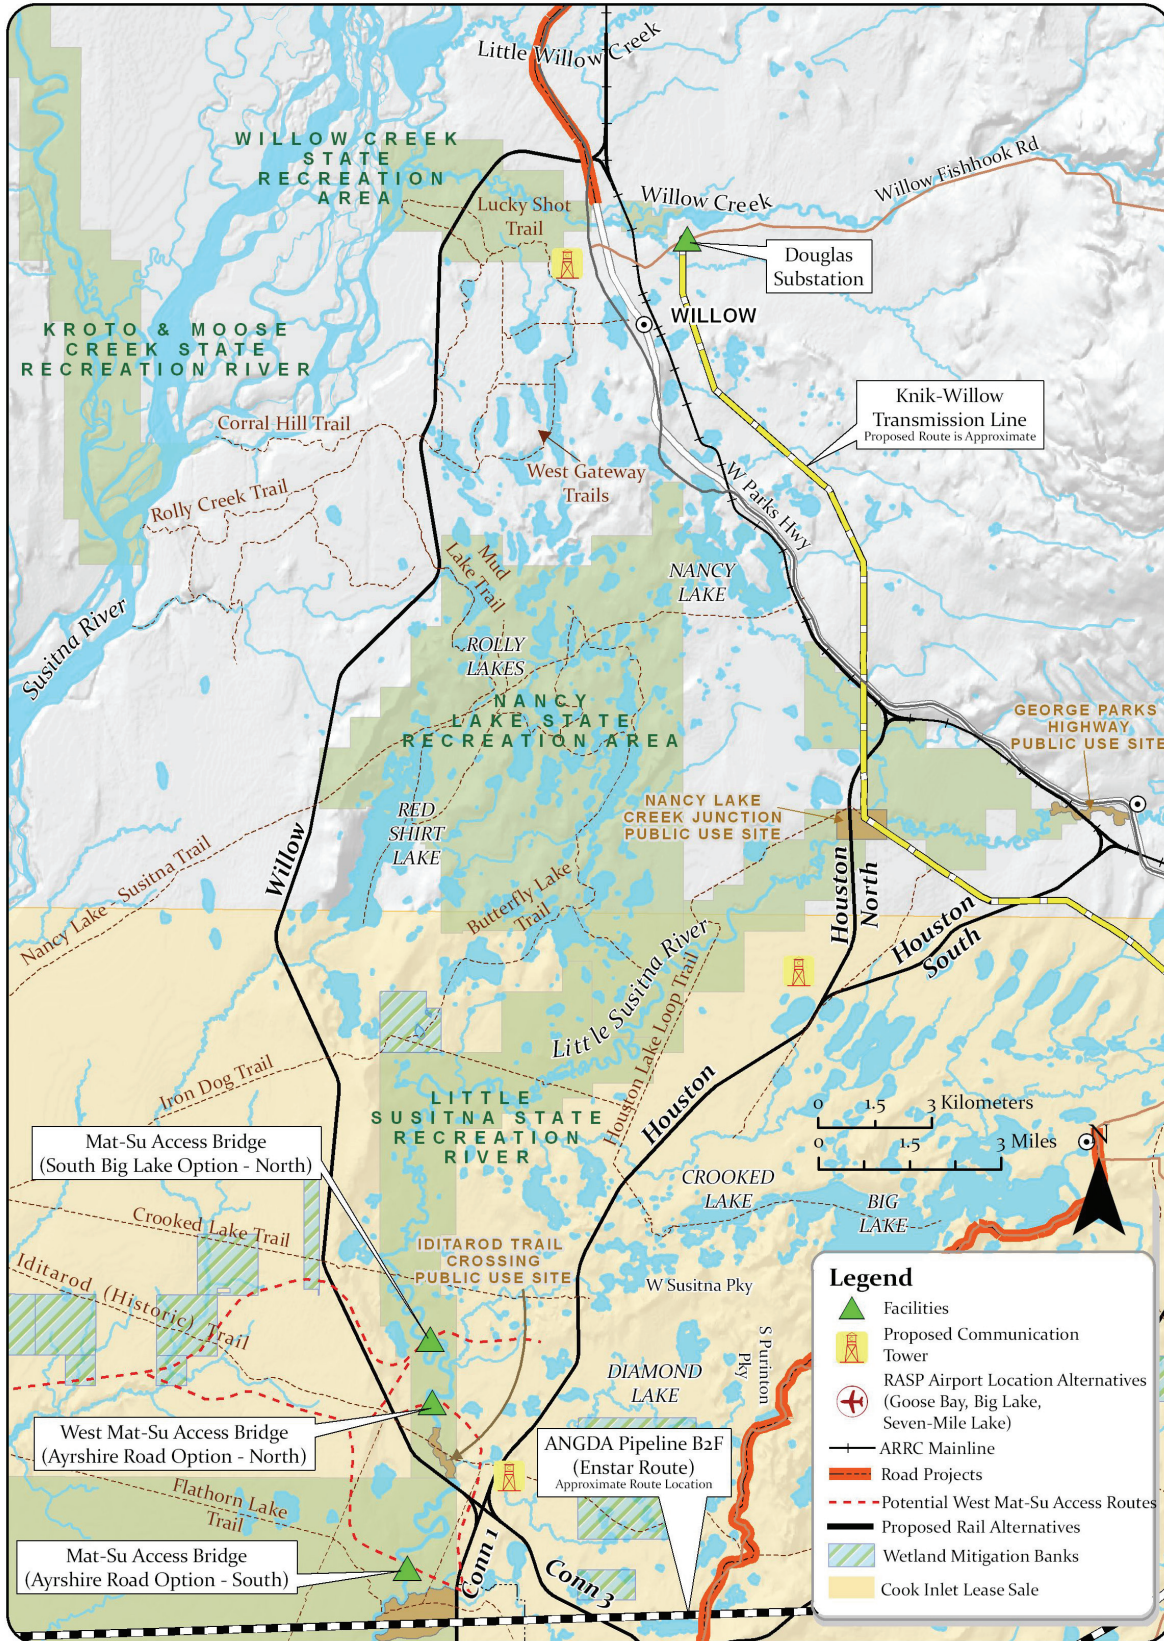 Little Willow Creek
WILLOW CREEK
STATE
RECREATION
AREA
Willow Fishhook Rd
Willow Creek
Lucky Shot
Trail
Douglas
Substation
WILLOW
KROTO & MOOSE
CREEK STATE
RECREATION RIVER
Knik-Willow
Transmission Line
Proposed Route is Approximate
Corral Hill Trail
West Gateway
Trails
Rolly Creek Trail
W Parks Hwy
Mud
Lake Trail
NANCY
LAKE
Susitna River
ROLLY
LAKES
NANCY
LAKE STATE
RECREATION AREA
GEORGE PARKS
HIGHWAY
PUBLIC USE SITE
NANCY LAKE
CREEK JUNCTION
PUBLIC USE SITE
RED
SHIRT
LAKE
Willow
Nancy Lake - Susitna Trail
Houston
North
Butterfly Lake
Trail
Houston
South
Little Susitna River
Houston Lake Loop Trail
Iron Dog Trail
LITTLE
SUSITNA STATE
RECREATION
RIVER
Houston
0 1.5 3 Kilometers
0 1.5 3 Miles
N
Mat-Su Access Bridge
(South Big Lake Option - North)
CROOKED
LAKE
BIG
LAKE
Crooked Lake Trail
IDITAROD TRAIL
CROSSING
PUBLIC USE SITE
Iditarod (Historic) Trail
W Susitna Pky
S Purinton
Pky
DIAMOND
LAKE
West Mat-Su Access Bridge
(Ayrshire Road Option - North)
ANGDA Pipeline B2F
(Enstar Route)
Approximate Route Location
Flathorn Lake
Trail
Mat-Su Access Bridge
(Ayrshire Road Option - South)
Conn 1
Conn 3
Legend
Facilities
Proposed Communication
Tower
RASP Airport Location Alternatives
(Goose Bay, Big Lake,
Seven-Mile Lake)
ARRC Mainline
Road Projects
Potential West Mat-Su Access Routes
Proposed Rail Alternatives
Wetland Mitigation Banks
Cook Inlet Lease Sale